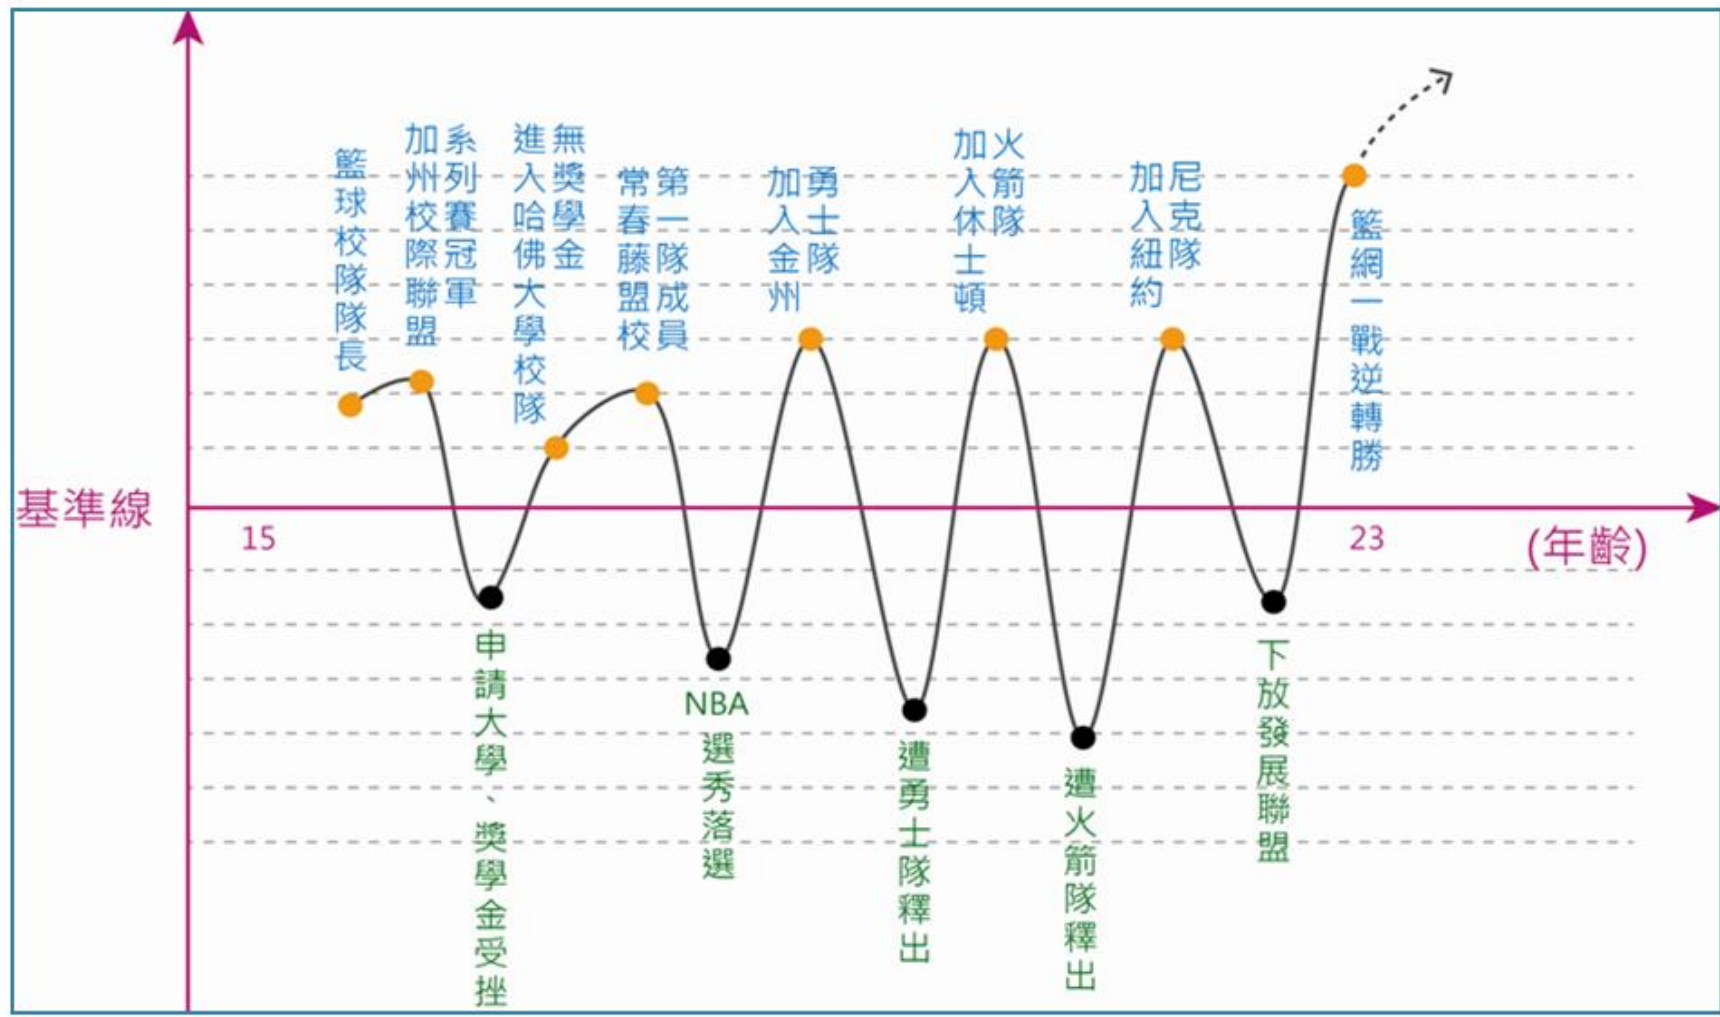 籃球校隊隊長
加州校際聯盟
系列賽冠軍
進入哈佛大學校隊
無獎學金
常春藤盟校
第一隊成員
加入金州
勇士隊
加入休士頓
火箭隊
加入紐約
尼克隊
籃網一戰逆轉勝
基準線
15
23
(年齡)
申請大學、獎學金受挫
NBA
選秀落選
遭勇士隊釋出
遭火箭隊釋出
下放發展聯盟